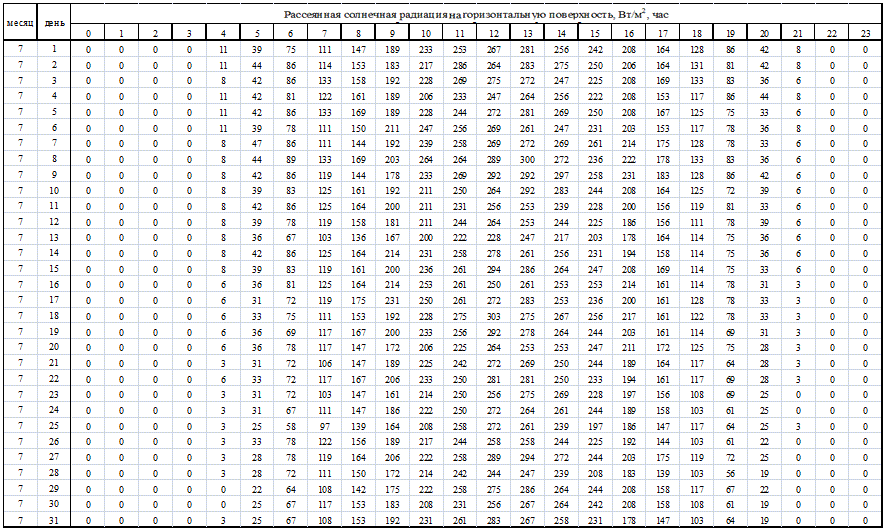 месяц день Рассеянная солнечная радиация на горизонтальную поверхность, Вт/м², час
0 1 2 3 4 5 6 7 8 9 10 11 12 13 14 15 16 17 18 19 20 21 22 23
7 1 0 0 0 0 11 39 75 111 147 189 233 253 267 281 256 242 208 164 128 86 42 8 0 0
7 2 0 0 0 0 11 44 86 114 153 183 217 286 264 283 275 250 206 164 131 81 42 8 0 0
7 3 0 0 0 0 8 42 86 133 158 192 228 269 275 272 247 225 208 169 133 83 36 6 0 0
7 4 0 0 0 0 11 42 81 122 161 189 206 233 247 264 256 222 208 153 117 86 44 8 0 0
7 5 0 0 0 0 11 42 86 133 169 189 228 244 272 281 269 250 208 167 125 75 33 6 0 0
7 6 0 0 0 0 11 39 78 111 150 211 247 256 269 261 247 231 203 153 117 78 36 8 0 0
7 7 0 0 0 0 8 47 86 111 144 192 239 258 269 272 269 261 214 175 128 78 33 6 0 0
7 8 0 0 0 0 8 44 89 133 169 203 264 264 289 300 272 236 222 178 133 83 36 6 0 0
7 9 0 0 0 0 8 42 86 119 144 178 233 269 292 292 297 258 231 183 128 86 42 6 0 0
7 10 0 0 0 0 8 39 83 125 161 192 211 250 264 292 283 244 208 164 125 72 39 6 0 0
7 11 0 0 0 0 8 42 86 125 164 200 211 231 256 253 239 228 200 156 119 81 33 6 0 0
7 12 0 0 0 0 8 39 78 119 158 181 211 244 264 253 244 225 186 156 111 78 39 6 0 0
7 13 0 0 0 0 8 36 67 103 136 167 200 222 228 247 217 203 178 164 114 75 36 6 0 0
7 14 0 0 0 0 8 42 86 125 164 214 231 258 278 261 256 231 194 158 114 75 36 6 0 0
7 15 0 0 0 0 8 39 83 119 161 200 236 261 294 286 264 247 208 169 114 75 33 6 0 0
7 16 0 0 0 0 6 36 81 125 164 214 253 261 250 261 253 253 214 161 114 78 31 3 0 0
7 17 0 0 0 0 6 31 72 119 175 231 250 261 272 283 253 236 200 161 128 78 33 3 0 0
7 18 0 0 0 0 6 33 75 111 153 192 228 275 303 275 267 256 217 161 122 78 33 3 0 0
7 19 0 0 0 0 6 36 69 117 167 200 233 256 292 278 264 244 203 161 114 69 31 3 0 0
7 20 0 0 0 0 6 36 78 117 147 172 206 225 264 253 253 247 211 172 125 75 28 3 0 0
7 21 0 0 0 0 3 31 72 106 147 189 225 242 272 269 250 244 189 164 117 64 28 3 0 0
7 22 0 0 0 0 6 33 72 117 167 206 233 250 281 281 250 233 194 161 117 69 28 3 0 0
7 23 0 0 0 0 3 31 72 103 147 161 214 250 256 275 269 228 197 156 108 69 25 0 0 0
7 24 0 0 0 0 3 31 67 111 147 186 222 250 272 264 261 244 189 158 103 61 25 0 0 0
7 25 0 0 0 0 3 25 58 97 139 164 208 258 272 261 239 197 186 147 117 64 25 3 0 0
7 26 0 0 0 0 3 33 78 122 156 189 217 244 258 258 244 225 192 144 103 61 22 0 0 0
7 27 0 0 0 0 3 28 78 119 164 206 222 258 289 294 272 244 203 175 119 72 25 0 0 0
7 28 0 0 0 0 3 28 72 111 150 172 214 242 244 247 239 208 183 139 103 56 19 0 0 0
7 29 0 0 0 0 0 22 64 108 142 175 222 258 275 286 264 244 208 158 117 67 22 0 0 0
7 30 0 0 0 0 0 25 67 117 153 183 208 231 256 267 264 242 208 158 108 61 19 0 0 0
7 31 0 0 0 0 3 25 67 108 153 192 231 261 283 267 258 231 178 147 103 64 19 0 0 0